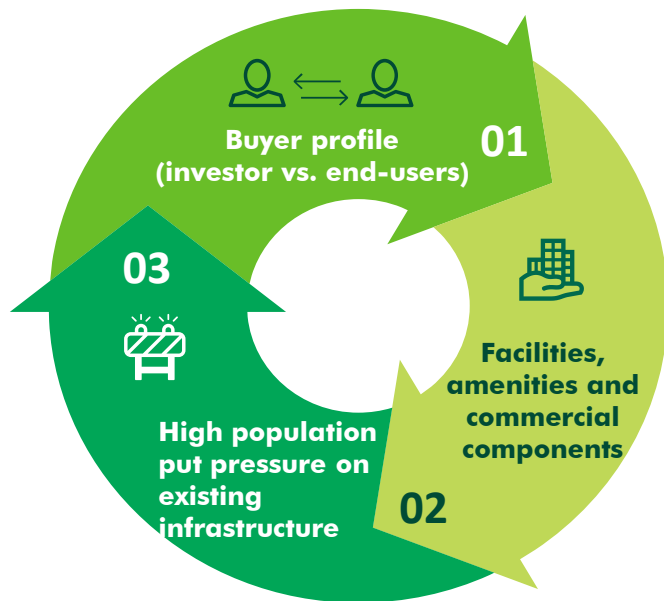 Buyer profile
(investor vs. end-users)
01
Facilities,
amenities and
commercial
components
02
03
High population
put pressure on
existing
infrastructure